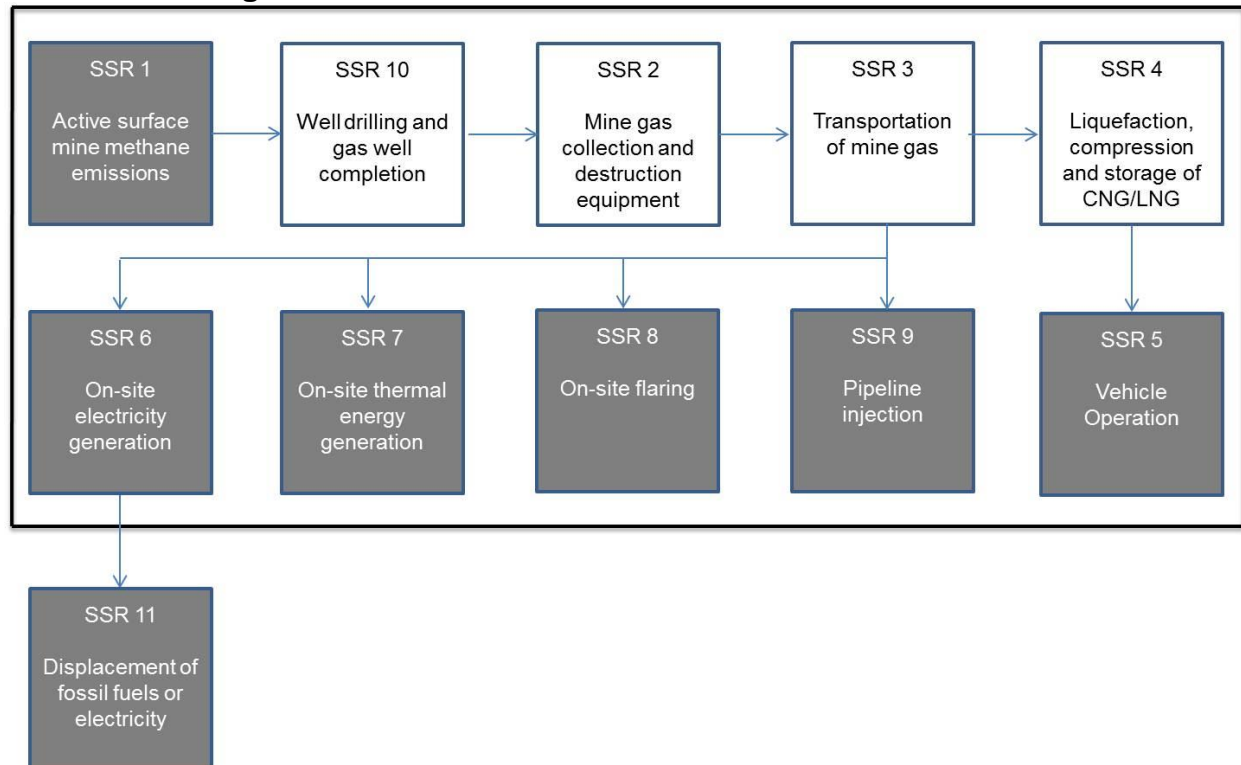 SSR 1
Active surface
mine methane
emissions
SSR 10
Well drilling and
gas well
completion
SSR 2
Mine gas
collection and
destruction
equipment
SSR 3
Transportation
of mine gas
SSR 4
Liquefaction,
compression
and storage of
CNG/LNG
SSR 6
On-site
electricity
generation
SSR 7
On-site thermal
energy
generation
SSR 8
On-site flaring
SSR 9
Pipeline
injection
SSR 5
Vehicle
Operation
SSR 11
Displacement of
fossil fuels or
electricity